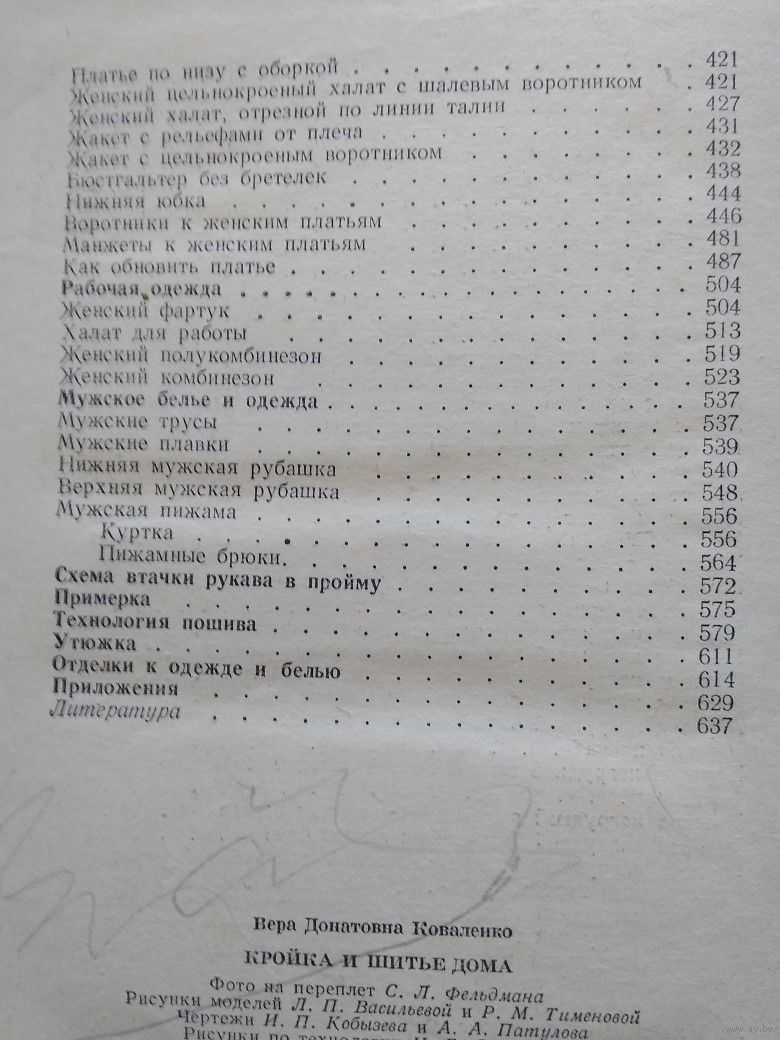 Платье по низу с оборкой . . . . . . . . . . . . 421
Женский цельнокроеный халат с шалевым воротником . 421
Женский халат, отрезной по линии талии . . . . . 427
Жакет с рельефами от плеча . . . . . . . . . 431
Жакет с цельнокроеным воротником . . . . . . . 432
Бюстгальтер без бретелек . . . . . . . . . . 438
Нижняя юбка . . . . . . . . . . . . . . 444
Воротники к женским платьям . . . . . . . . . 446
Манжеты к женским платьям . . . . . . . . . 481
Как обновить платье . . . . . . . . . . . . 487
Рабочая одежда . . . . . . . . . . . . . . 504
Женский фартук . . . . . . . . . . . . . 504
Халат для работы . . . . . . . . . . . . 513
Женский полукомбинезон . . . . . . . . . . 519
Женский комбинезон . . . . . . . . . . . 523
Мужское белье и одежда . . . . . . . . . . . 537
Мужские трусы . . . . . . . . . . . . . 537
Мужские плавки . . . . . . . . . . . . . 539
Нижняя мужская рубашка . . . . . . . . . . 540
Верхняя мужская рубашка . . . . . . . . . . 548
Мужская пижама . . . . . . . . . . . . . 556
Куртка . . . . . . . . . . . . . . 556
Пижамные брюки . . . . . . . . . . . . 564
Схема втачки рукава в пройму . . . . . . . . . 572
Примерка . . . . . . . . . . . . . . . 575
Технология пошива . . . . . . . . . . . . 579
Утюжка . . . . . . . . . . . . . . . . 611
Отделки к одежде и белью . . . . . . . . . . 614
Приложения . . . . . . . . . . . . . . 629
Литература . . . . . . . . . . . . . . 637
Вера Донатовна Коваленко
КРОЙКА И ШИТЬЕ ДОМА
Фото на переплет С. Л. Фельдмана
Рисунки моделей Л. П. Васильевой и Р. М. Тименовой
Чертежи И. П. Кобызева и А. А. Патулова
Рисунки по
www.ay.by